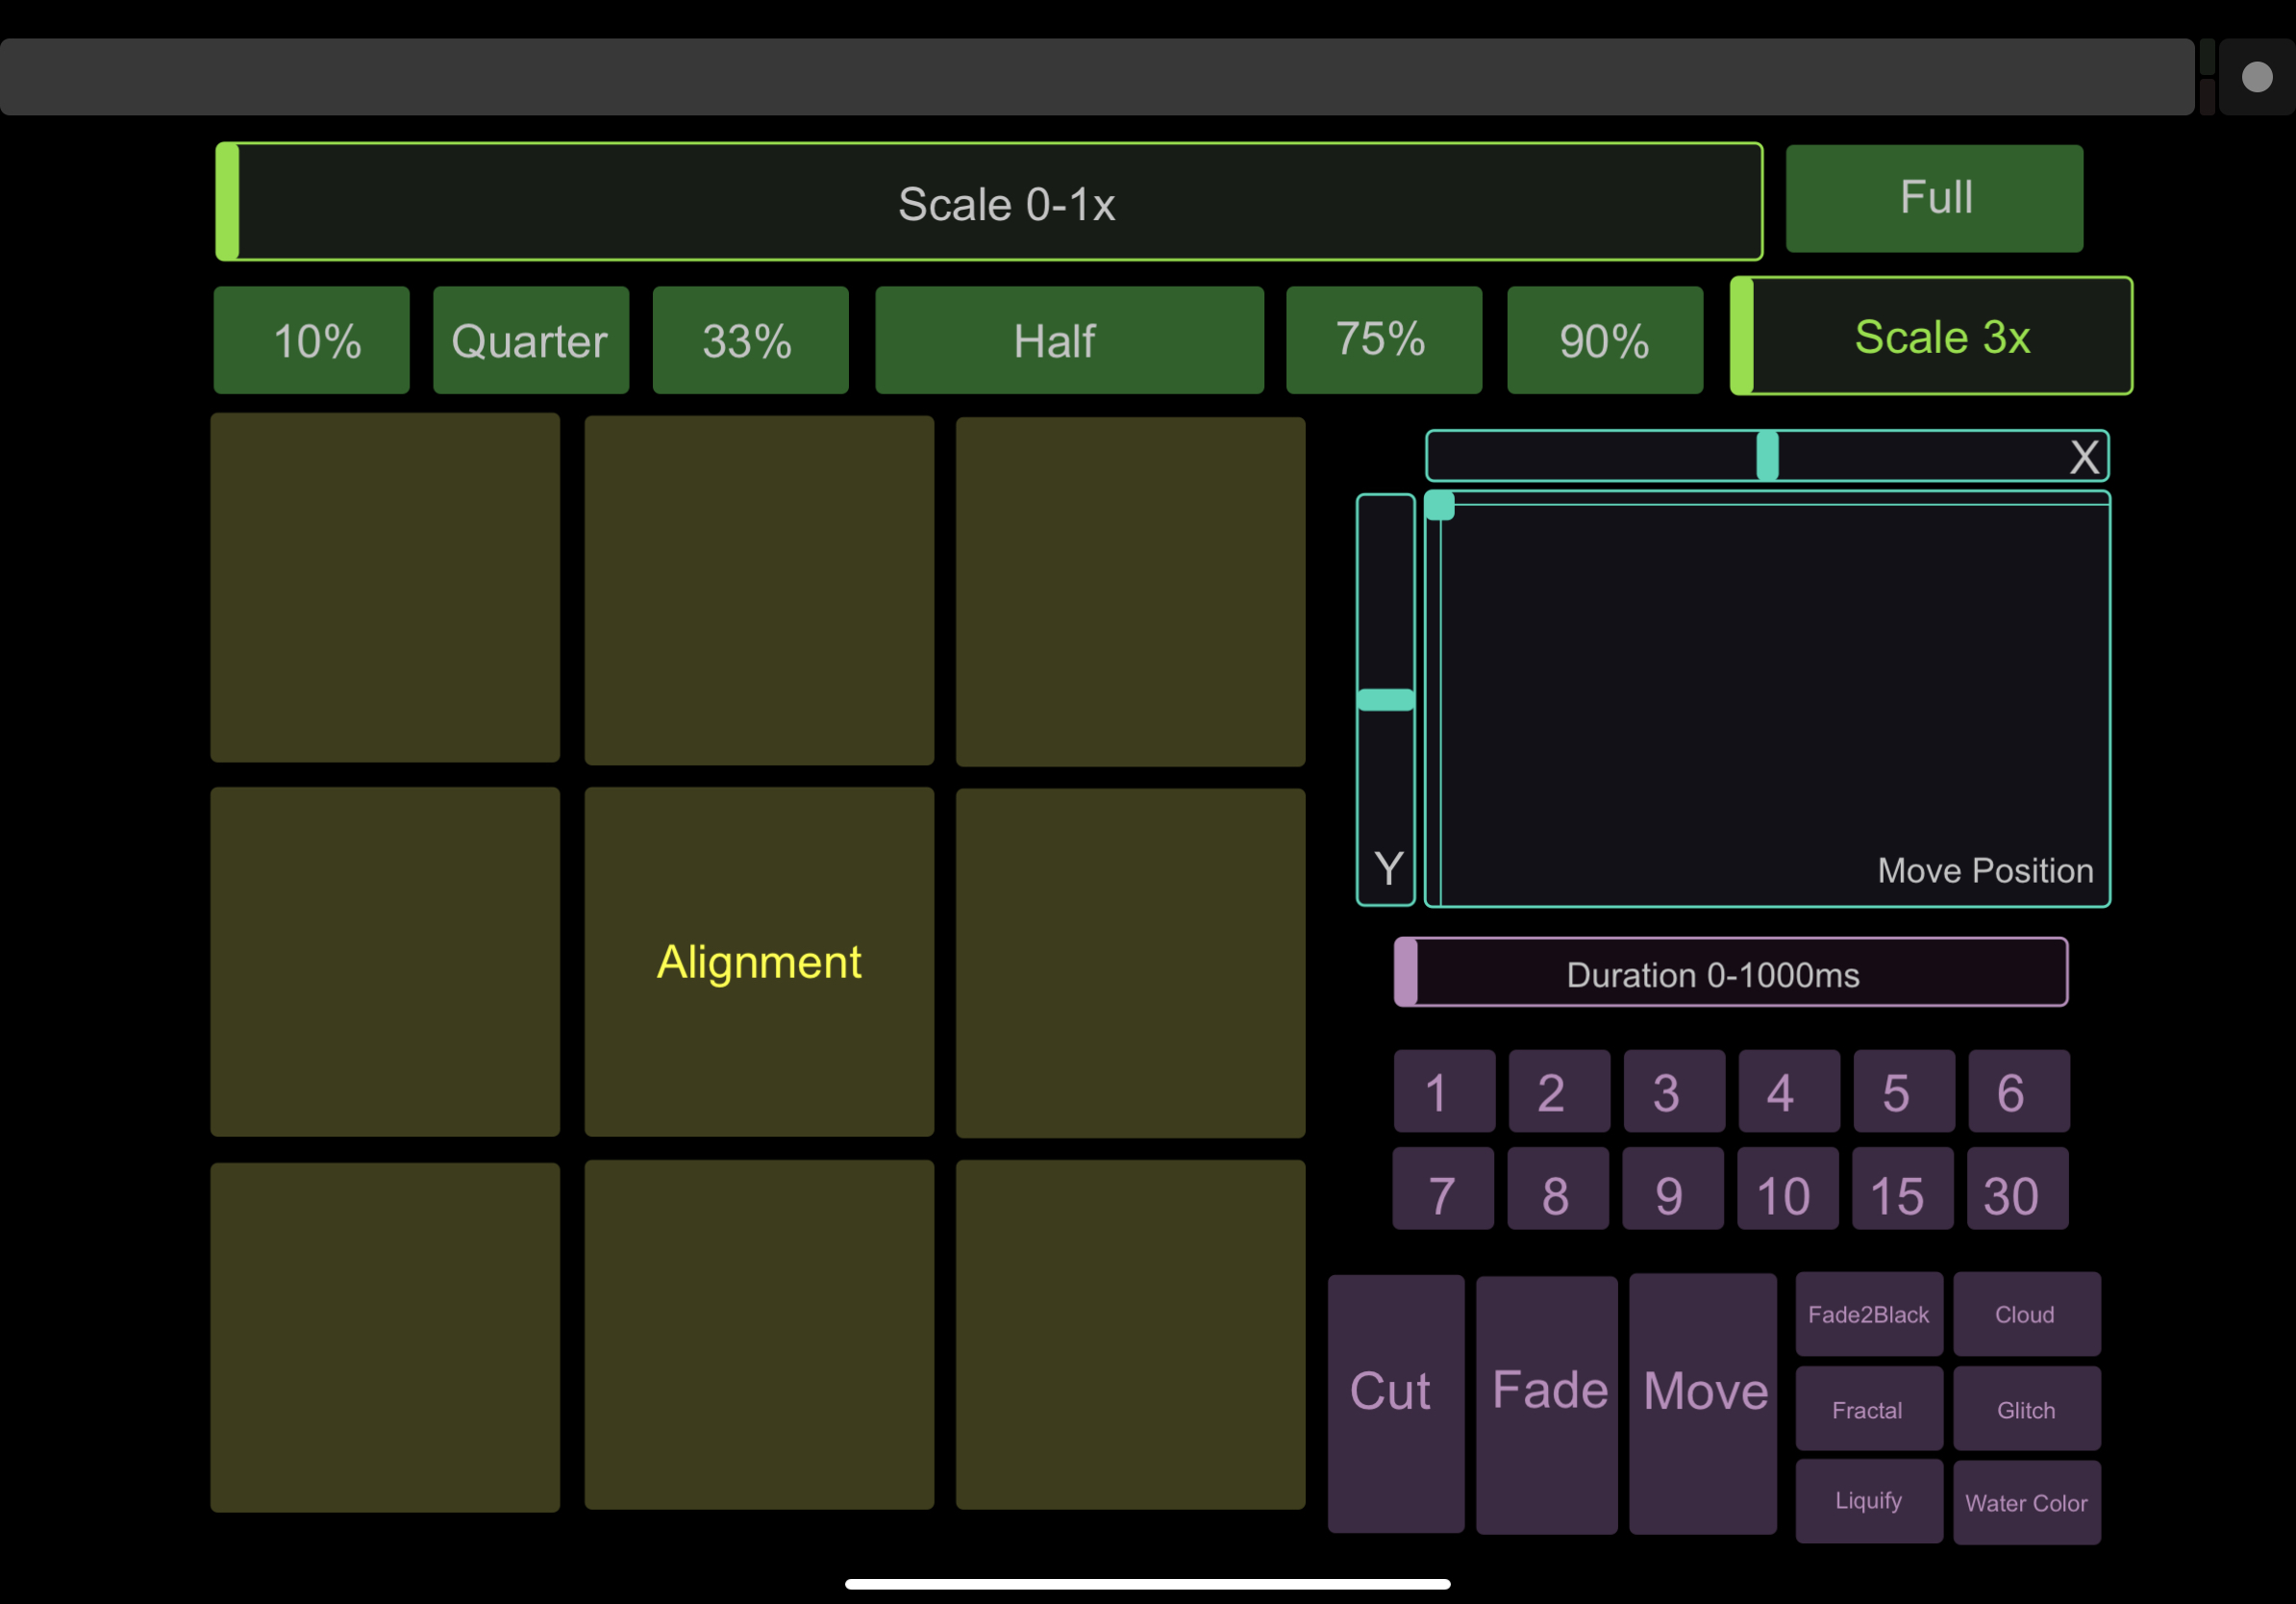 Scale 0-1x
Full
10%
Quarter
33%
Half
75%
90%
Scale 3x
X
Y
Move Position
Alignment
Duration 0-1000ms
1
2
3
4
5
6
7
8
9
10
15
30
Cut
Fade
Move
Fade2Black
Cloud
Fractal
Glitch
Liquify
Water Color